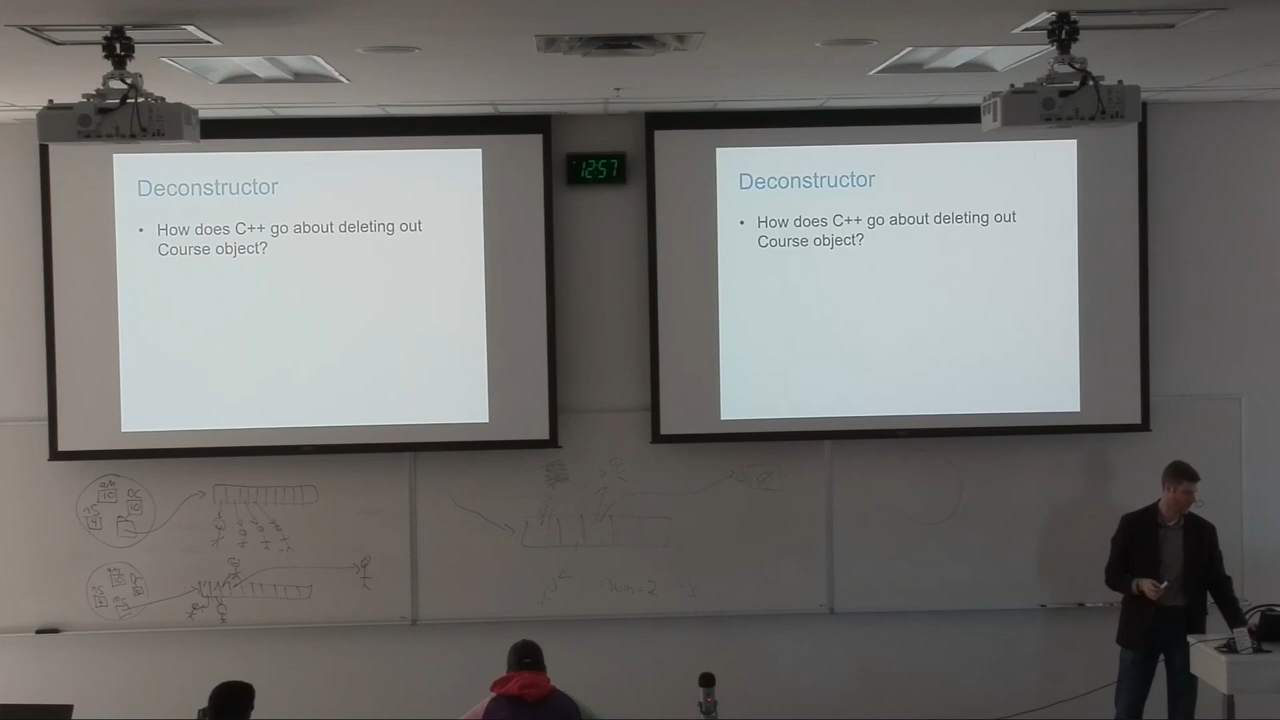 Deconstructor
• How does C++ go about deleting out
Course object?
12:57
Deconstructor
• How does C++ go about deleting out
Course object?